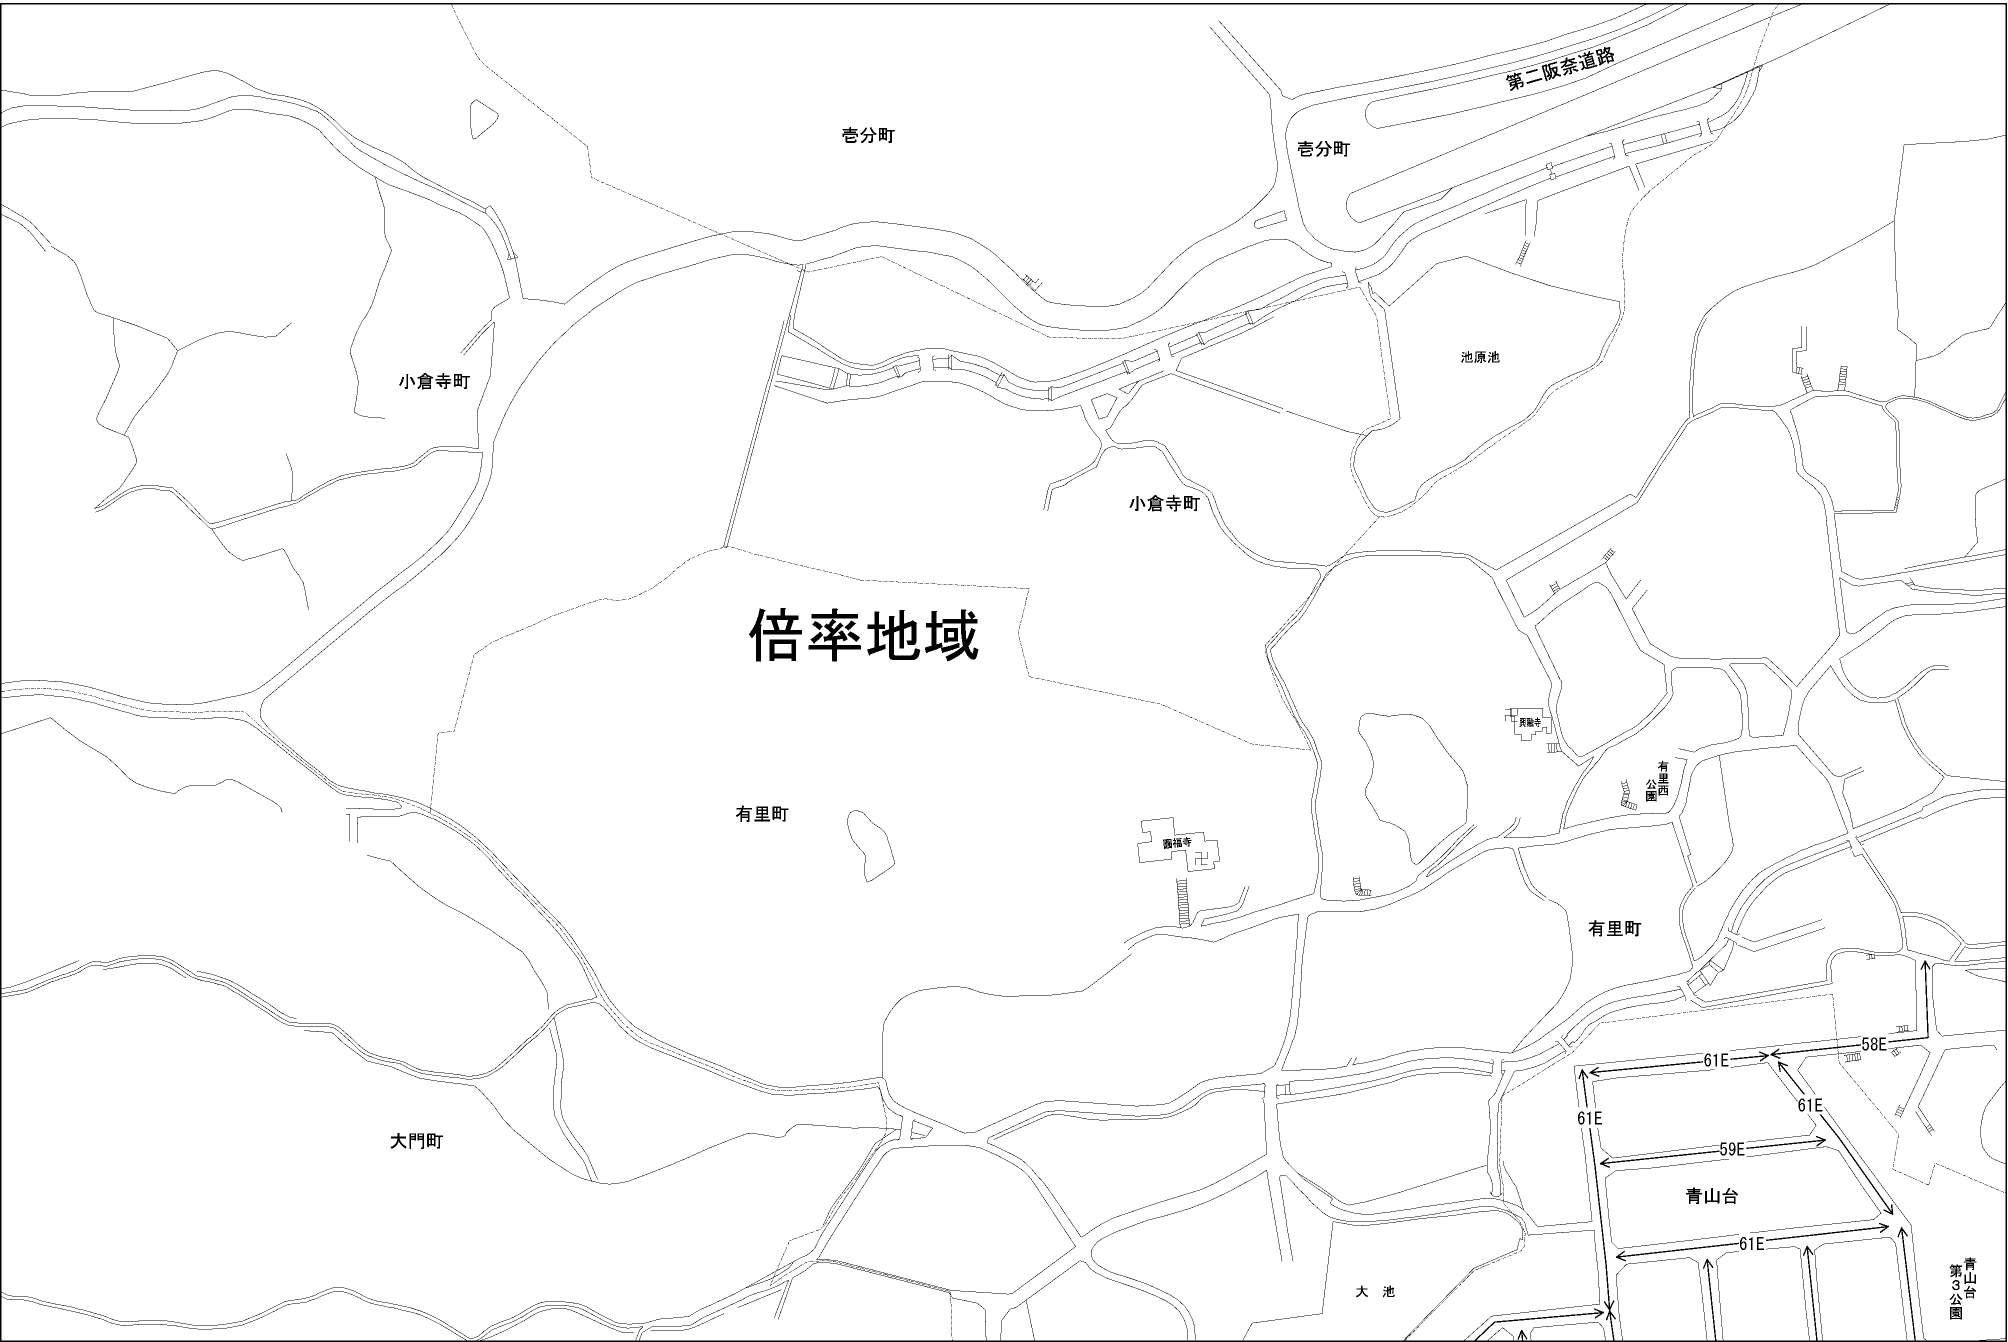 第二阪奈道路
壱分町
壱分町
池原池
小倉寺町
小倉寺町
倍率地域
興融寺
有里西
公園
有里町
圓福寺
有里町
58E
61E
61E
61E
59E
大門町
青山台
61E
青山台
第3公園
大池